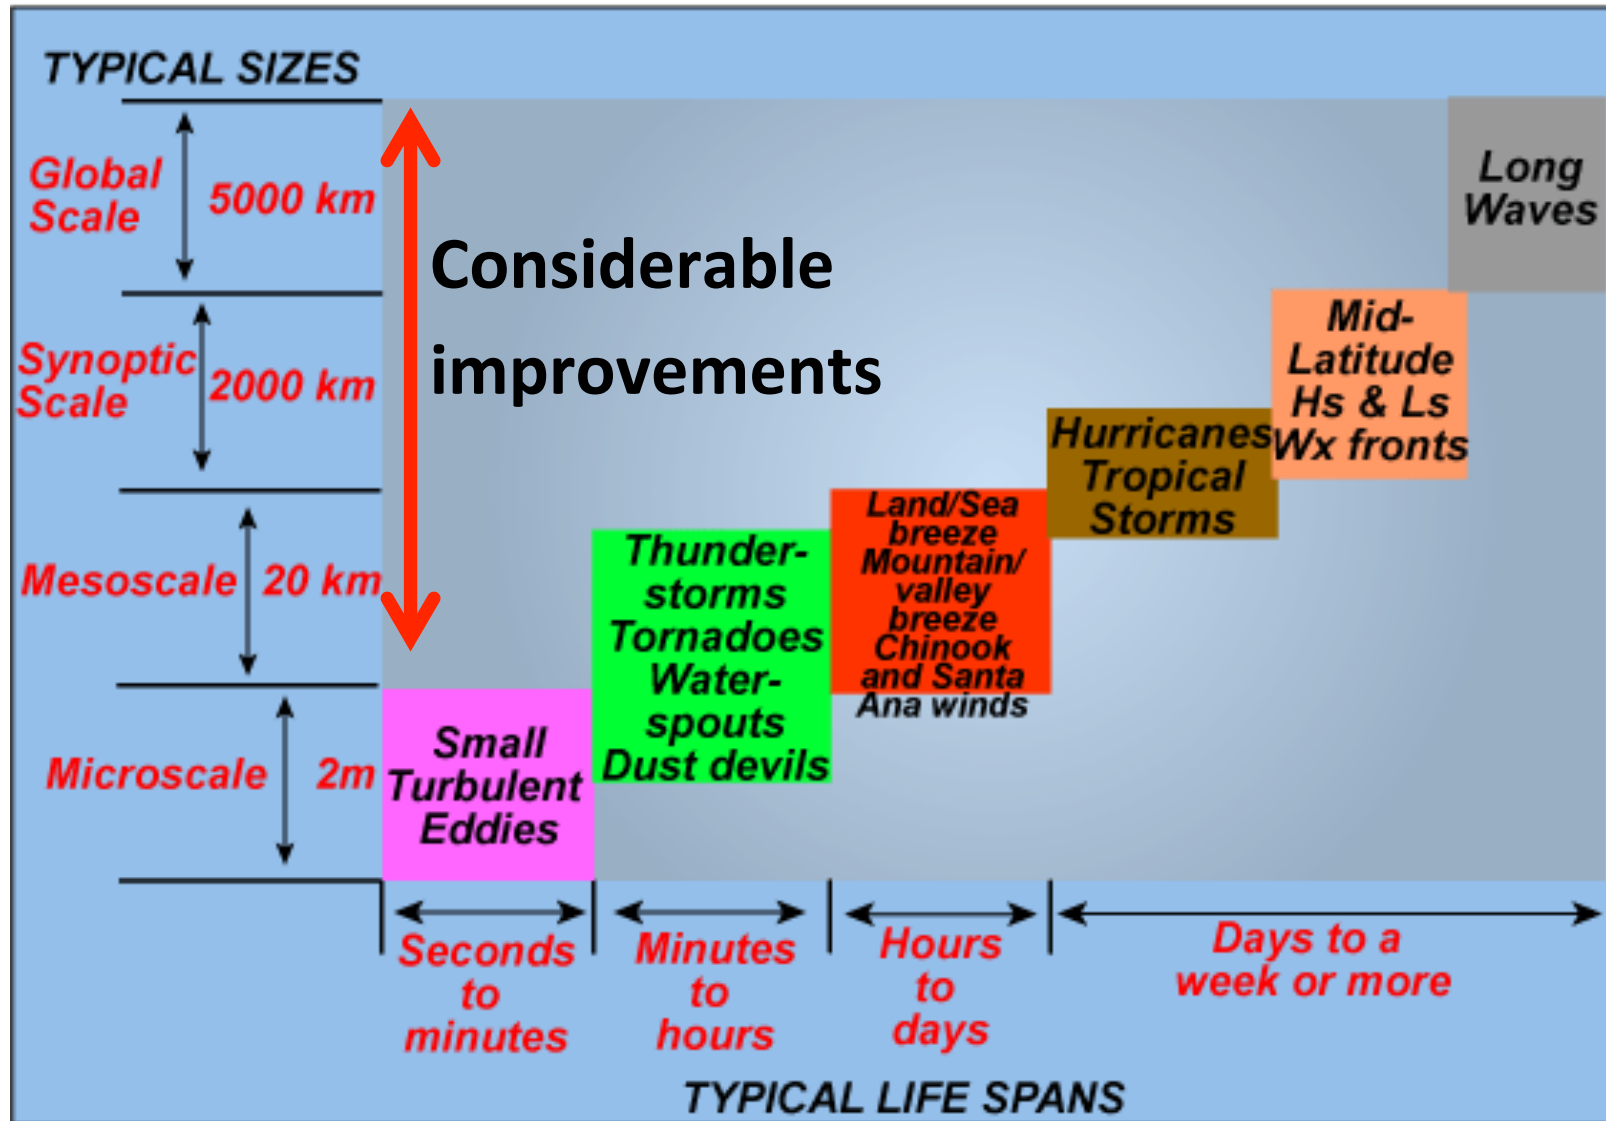 TYPICAL SIZES
Global
Scale
5000 km
Synoptic
Scale
2000 km
Mesoscale
20 km
Microscale
2m
Considerable
improvements
Small
Turbulent
Eddies
Thunder-
storms
Tornadoes
Water-
spouts
Dust devils
Land/Sea
breeze
Mountain/
valley
breeze
Chinook
and Santa
Ana winds
Hurricanes
Tropical
Storms
Mid-
Latitude
Hs & Ls
Wx fronts
Long
Waves
Seconds
to
minutes
Minutes
to
hours
Hours
to
days
Days to a
week or more
TYPICAL LIFE SPANS